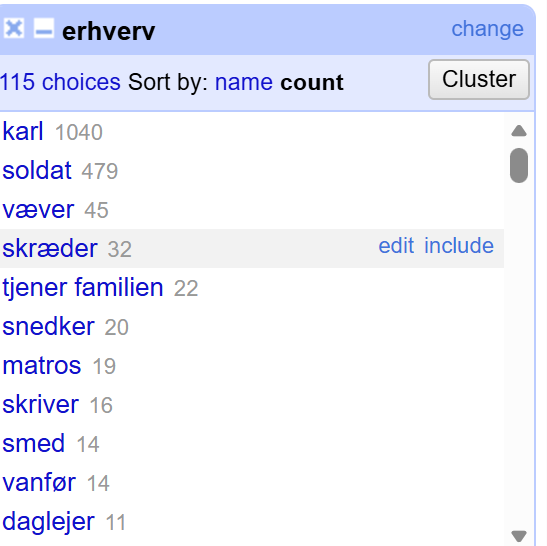 erhverv change
115 choices Sort by: name count Cluster
karl 1040
soldat 479
væver 45
skræder 32 edit include
tjener familien 22
snedker 20
matros 19
skriver 16
smed 14
vanfør 14
daglejer 11